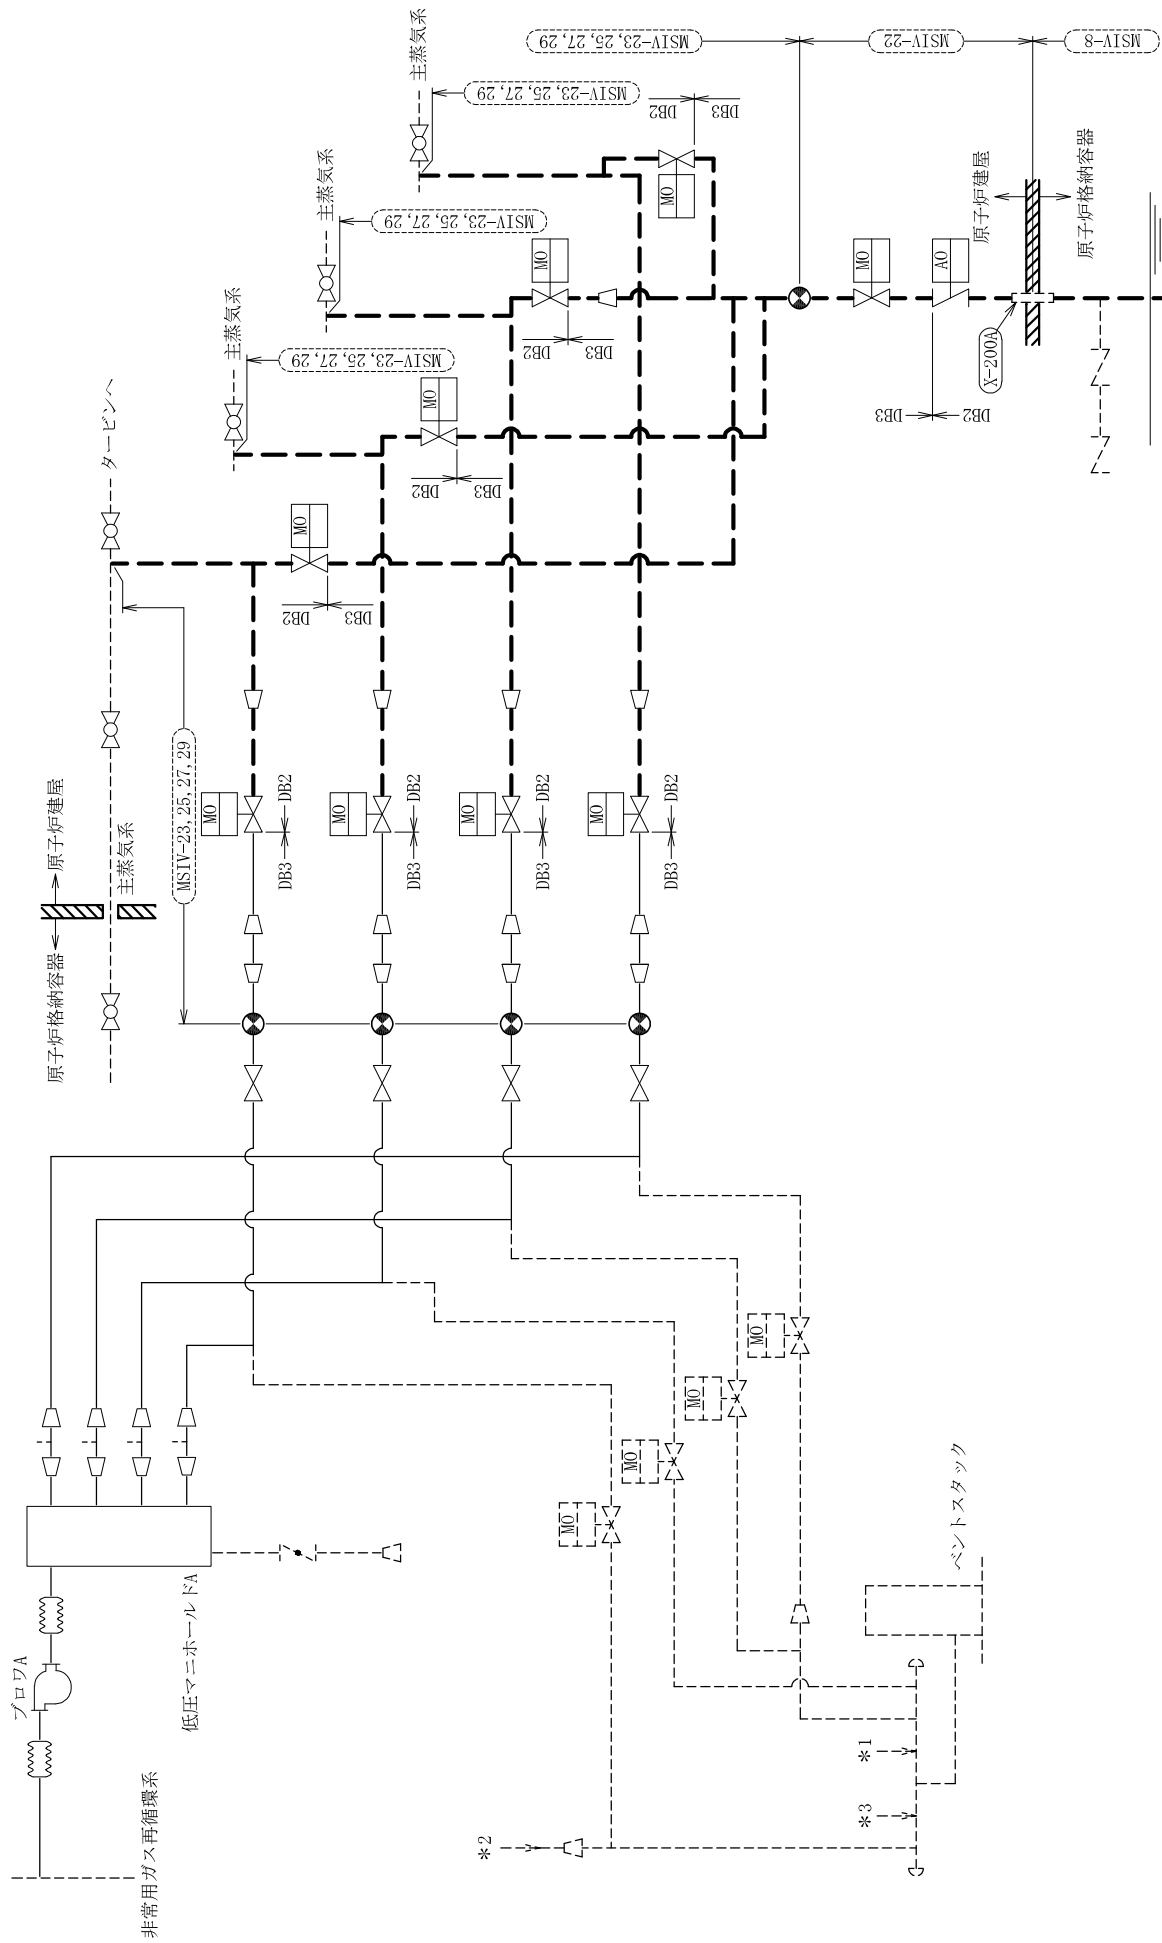 主蒸気系
MSIV-23, 25, 27, 29
MSIV-22
MSIV-8
主蒸気系
MSIV-23, 25, 27, 29
DB2
DB3
MO
原子炉建屋
原子炉格納容器
主蒸気系
MSIV-23, 25, 27, 29
MO
DB2
DB3
MO
AO
X-200A
DB3
DB2
MSIV-23, 25, 27, 29
MO
DB2
DB3
タービンへ
MO
DB2
DB3
原子炉建屋
原子炉格納容器
主蒸気系
MSIV-23, 25, 27, 29
MO
DB2
DB3
MO
DB2
DB3
MO
DB2
DB3
MO
DB2
DB3
MO
MO
MO
MO
ベントスタック
ブロワA
低圧マニホールドA
非常用ガス再循環系
*1
*3
*2